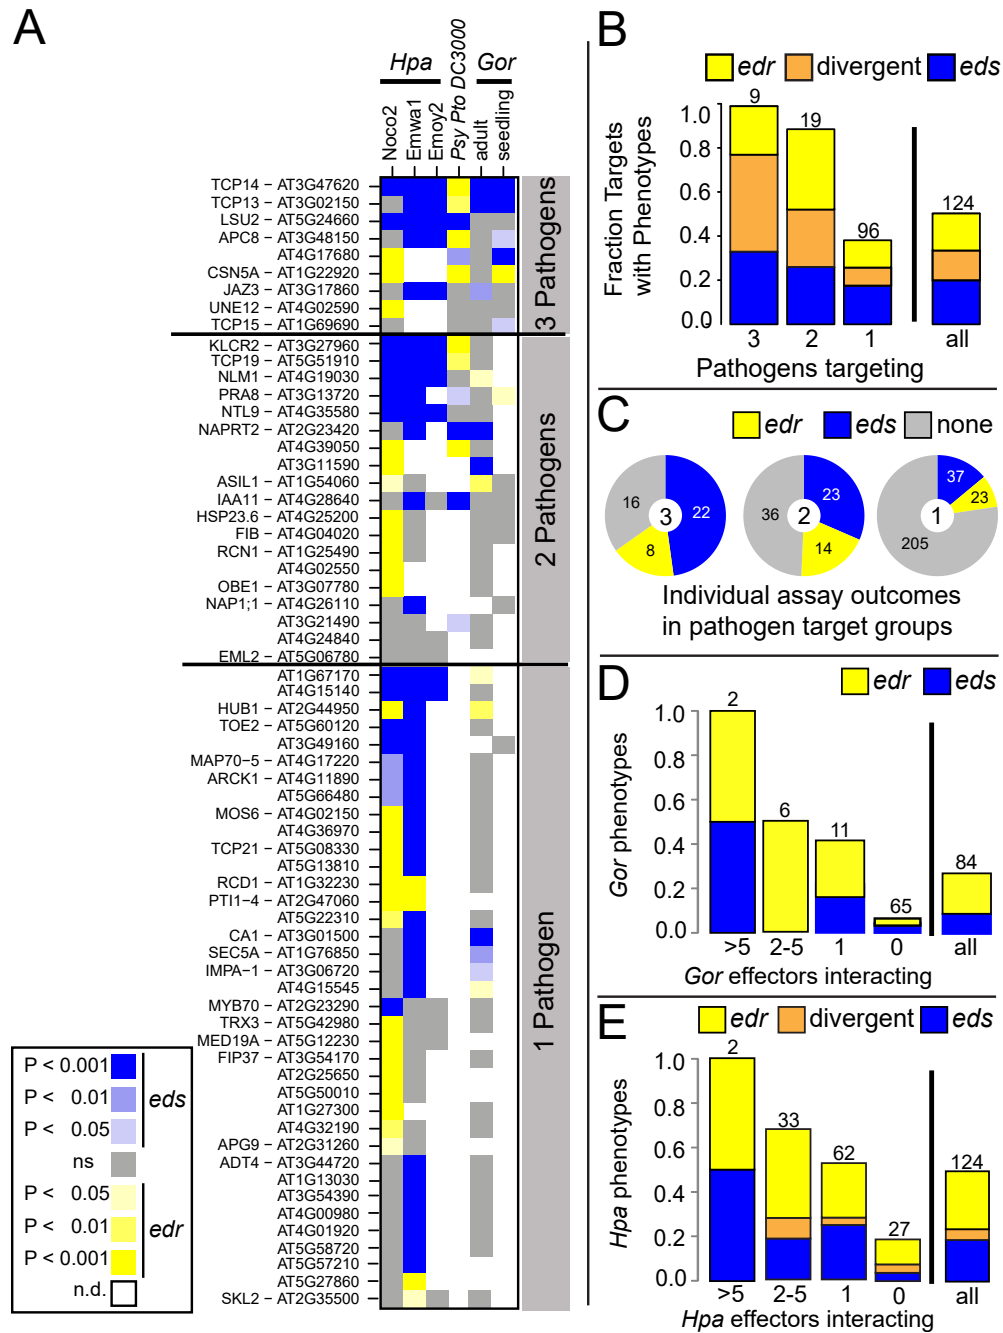 A
Hpa
Psy Pto DC3000
Gor
Noco2
Emwa1
Emoy2
adult
seedling
TCP14 – AT3G47620
TCP13 – AT3G02150
LSU2 – AT5G24660
APC8 – AT3G48150
AT4G17680
CSN5A – AT1G22920
JAZ3 – AT3G17860
UNE12 – AT4G02590
TCP15 – AT1G69690
3 Pathogens
KLCR2 – AT3G27960
TCP19 – AT5G51910
NLM1 – AT4G19030
PRA8 – AT3G13720
NTL9 – AT4G35580
NAPRT2 – AT2G23420
AT4G39050
AT3G11590
ASIL1 – AT1G54060
IAA11 – AT4G28640
HSP23.6 – AT4G25200
FIB – AT4G04020
RCN1 – AT1G25490
AT4G02550
OBE1 – AT3G07780
NAP1;1 – AT4G26110
AT3G21490
AT4G24840
EML2 – AT5G06780
2 Pathogens
AT1G67170
AT4G15140
HUB1 – AT2G44950
TOE2 – AT5G60120
AT3G49160
MAP70–5 – AT4G17220
ARCK1 – AT4G11890
AT5G66480
MOS6 – AT4G02150
AT4G36970
TCP21 – AT5G08330
AT5G13810
RCD1 – AT1G32230
PTI1–4 – AT2G47060
AT5G22310
CA1 – AT3G01500
SEC5A – AT1G76850
IMPA–1 – AT3G06720
AT4G15545
MYB70 – AT2G23290
TRX3 – AT5G42980
MED19A – AT5G12230
FIP37 – AT3G54170
AT2G25650
AT5G50010
AT1G27300
AT4G32190
APG9 – AT2G31260
ADT4 – AT3G44720
AT1G13030
AT3G54390
AT4G00980
AT4G01920
AT5G58720
AT5G57210
AT5G27860
SKL2 – AT2G35500
1 Pathogen
P < 0.001
P < 0.01
P < 0.05
eds
ns
P < 0.05
P < 0.01
P < 0.001
edr
n.d.
B
edr divergent eds
Fraction Targets
with Phenotypes
1.0
0.8
0.6
0.4
0.2
0.0
9
19
96
124
3 2 1 all
Pathogens targeting
C
edr eds none
16
22
8
3
36
23
14
2
37
23
205
1
Individual assay outcomes
in pathogen target groups
D
edr eds
Gor phenotypes
1.0
0.8
0.6
0.4
0.2
0.0
2
6
11
65
84
>5 2-5 1 0 all
Gor effectors interacting
E
edr divergent eds
Hpa phenotypes
1.0
0.8
0.6
0.4
0.2
0.0
2
33
62
27
124
>5 2-5 1 0 all
Hpa effectors interacting